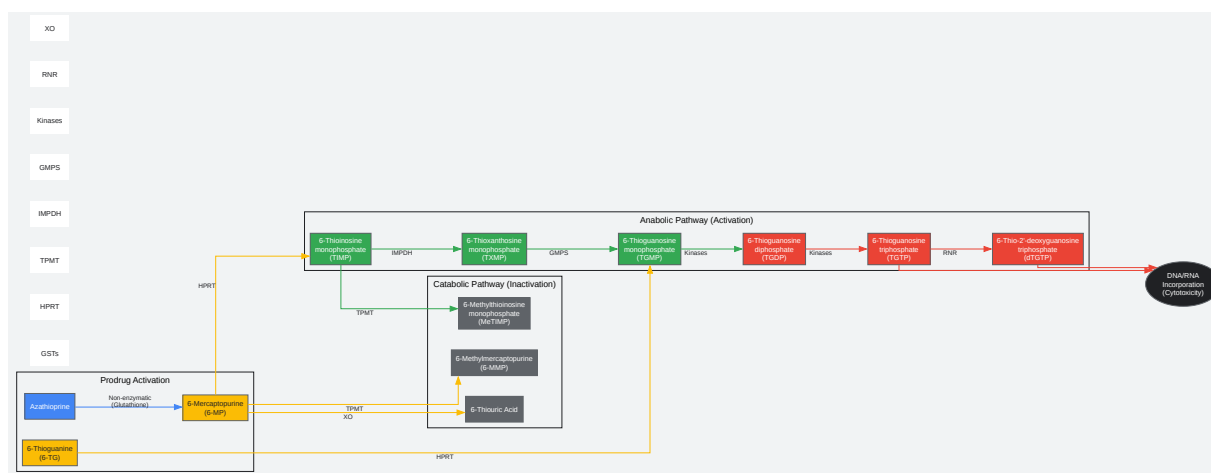 XO
RNR
Kinases
GMPS
IMPDH
TPMT
HPRT
GSTs
Anabolic Pathway (Activation)
6-Thioinosine
monophosphate
(TIMP)
IMPDH
6-Thioxanthosine
monophosphate
(TXMP)
GMPS
6-Thioguanosine
monophosphate
(TGMP)
Kinases
6-Thioguanosine
diphosphate
(TGDP)
Kinases
6-Thioguanosine
triphosphate
(TGTP)
RNR
6-Thio-2'-deoxyguanosine
triphosphate
(dTGTP)
DNA/RNA
Incorporation
(Cytotoxicity)
HPRT
Catabolic Pathway (Inactivation)
TPMT
6-Methylthioinosine
monophosphate
(MeTIMP)
6-Methylmercaptopurine
(6-MMP)
6-Thiouric Acid
Prodrug Activation
Azathioprine
Non-enzymatic
(Glutathione)
6-Mercaptopurine
(6-MP)
TPMT
XO
6-Thioguanine
(6-TG)
HPRT